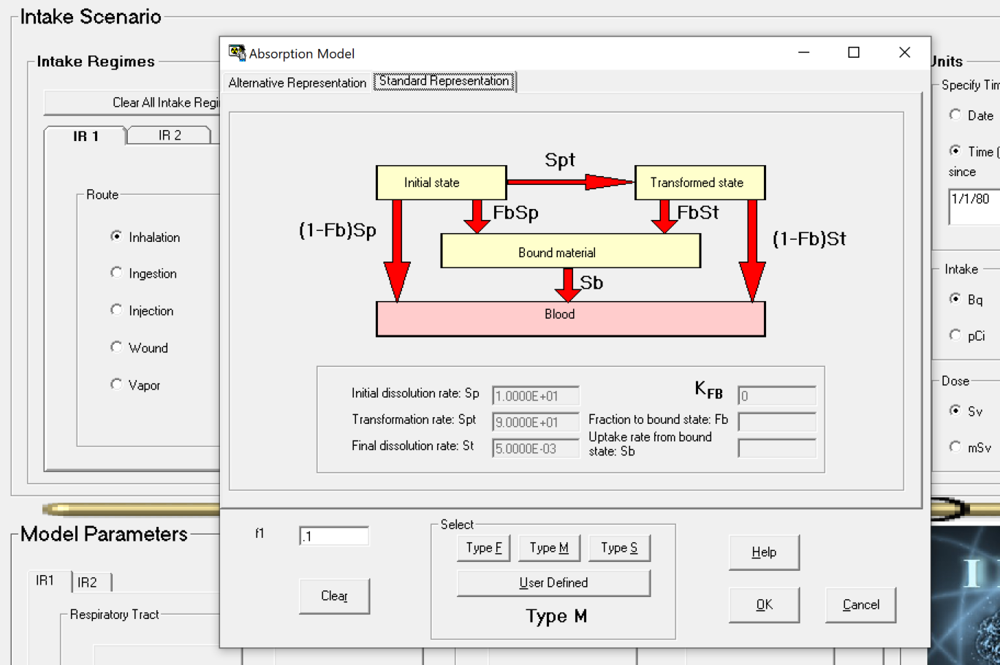 Intake Scenario
Intake Regimes
Clear All Intake Regi
IR 1
IR 2
Route
Inhalation
Ingestion
Injection
Wound
Vapor
Absorption Model
Alternative Representation
Standard Representation
Spt
Initial state
Transformed state
(1-Fb)Sp
FbSp
FbSt
(1-Fb)St
Bound material
Sb
Blood
Initial dissolution rate: Sp
1.0000E+01
KFB
0
Transformation rate: Spt
9.0000E+01
Fraction to bound state: Fb
Final dissolution rate: St
5.0000E-03
Uptake rate from bound
state: Sb
f1
.1
Clear
Select
Type F
Type M
Type S
User Defined
Type M
Help
OK
Cancel
Units
Specify Tim
Date
Time (
since
1/1/80
Intake
Bq
pCi
Dose
Sv
mSv
Model Parameters
IR1
IR2
Respiratory Tract
I